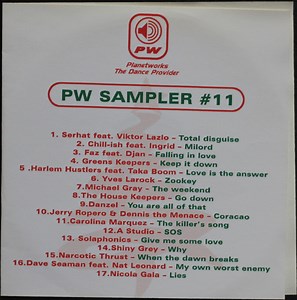 PW
Planetworks
The Dance Provider
PW SAMPLER #11
1. Serhat feat. Viktor Lazlo - Total disguise
2. Chill-ish feat. Ingrid - Milord
3. Faz feat. Djan - Falling in love
4. Greens Keepers - Keep it down
5 .Harlem Hustlers feat. Taka Boom - Love is the answer
6. Yves Larock - Zookey
7.Michael Gray - The weekend
8.The House Keepers - Go down
9.Danzel - You are all of that
10.Jerry Ropero & Dennis the Menace - Coracao
11.Carolina Marquez - The killer's song
12.A Studio - SOS
13. Solaphonics - Give me some love
14.Shiny Grey - Why
15.Narcotic Thrust - When the dawn breaks
16.Dave Seaman feat. Nat Leonard - My own worst enemy
17.Nicola Gala - Lies